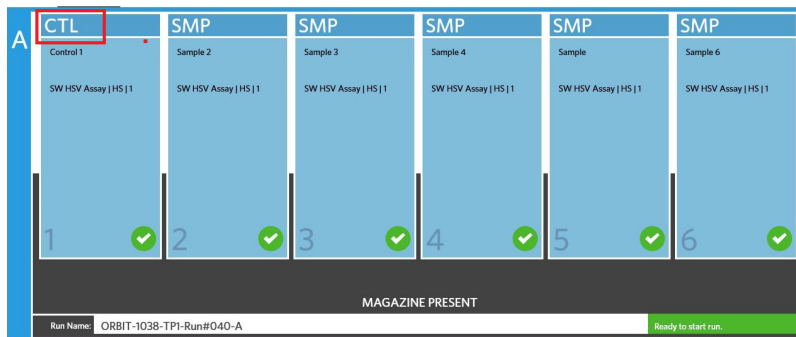 A
CTL SMP SMP SMP SMP SMP
Control 1 Sample 2 Sample 3 Sample 4 Sample Sample 6
SW HSV Assay | HS | 1 SW HSV Assay | HS | 1 SW HSV Assay | HS | 1 SW HSV Assay | HS | 1 SW HSV Assay | HS | 1 SW HSV Assay | HS | 1
1 2 3 4 5 6
MAGAZINE PRESENT
Run Name: ORBIT-1038-TP1-Run#040-A Ready to start run.